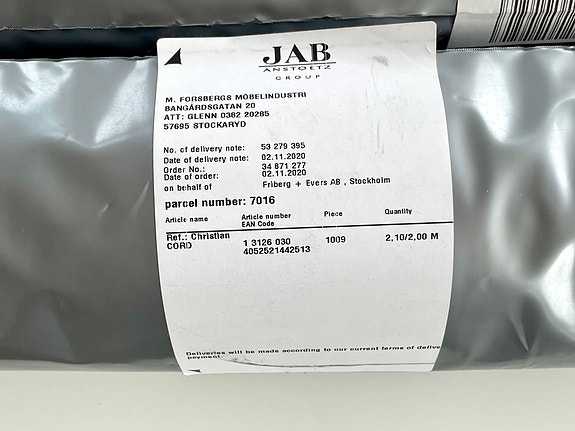 JAB
ANSTOETZ
GROUP
M. FORSBERGS MÖBELINDUSTRI
BANGÅRDSGATAN 20
ATT: GLENN 0382 20285
57695 STOCKARYD
No. of delivery note: 53 279 395
Date of delivery note: 02.11.2020
Order No.: 34 871 277
Date of order: 02.11.2020
on behalf of Friberg + Evers AB , Stockholm
parcel number: 7016
Article name Article number Piece Quantity
EAN Code
Ref.: Christian
CORD 1 3126 030 1009 2,10/2,00 M
4052521442513
Deliveries will be made according to our current terms of delive
payment.